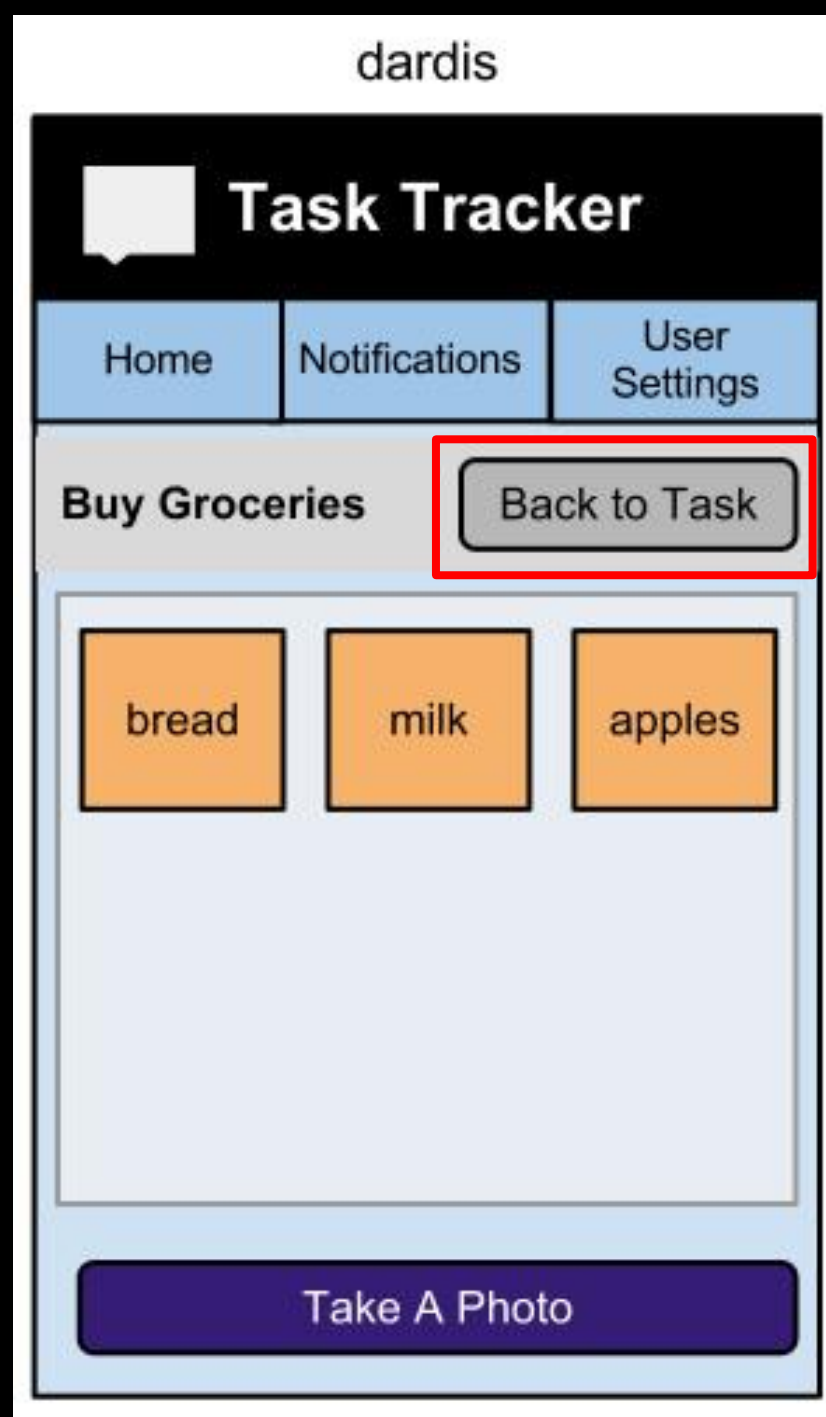 dardis
Task Tracker
Home
Notifications
User
Settings
Buy Groceries
Back to Task
bread
milk
apples
Take A Photo